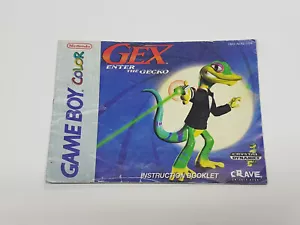 Nintendo
GAME BOY COLOR
GEX
ENTER
THE GECKO
INSTRUCTION BOOKLET
CRYSTAL
DYNAMICS
CRAVE